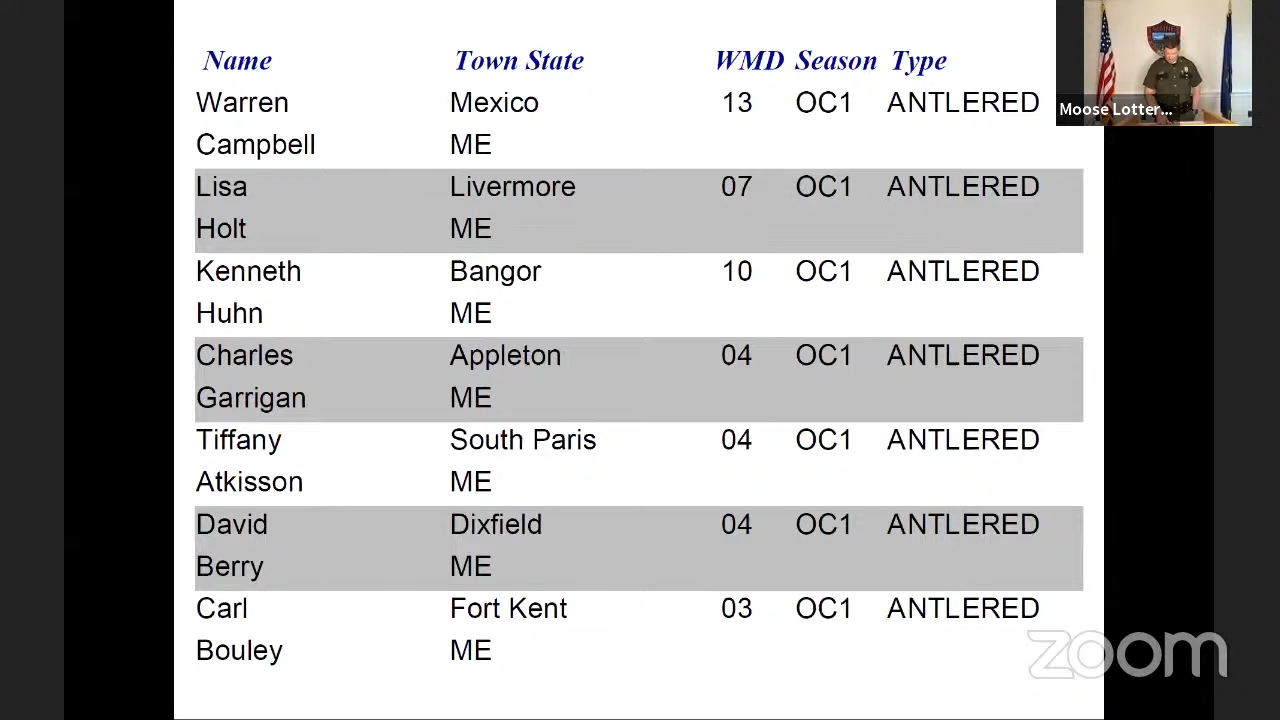 Name Town State WMD Season Type
Warren Mexico 13 OC1 ANTLERED
Campbell ME
Lisa Livermore 07 OC1 ANTLERED
Holt ME
Kenneth Bangor 10 OC1 ANTLERED
Huhn ME
Charles Appleton 04 OC1 ANTLERED
Garrigan ME
Tiffany South Paris 04 OC1 ANTLERED
Atkisson ME
David Dixfield 04 OC1 ANTLERED
Berry ME
Carl Fort Kent 03 OC1 ANTLERED
Bouley ME
Moose Lotter...
zoom